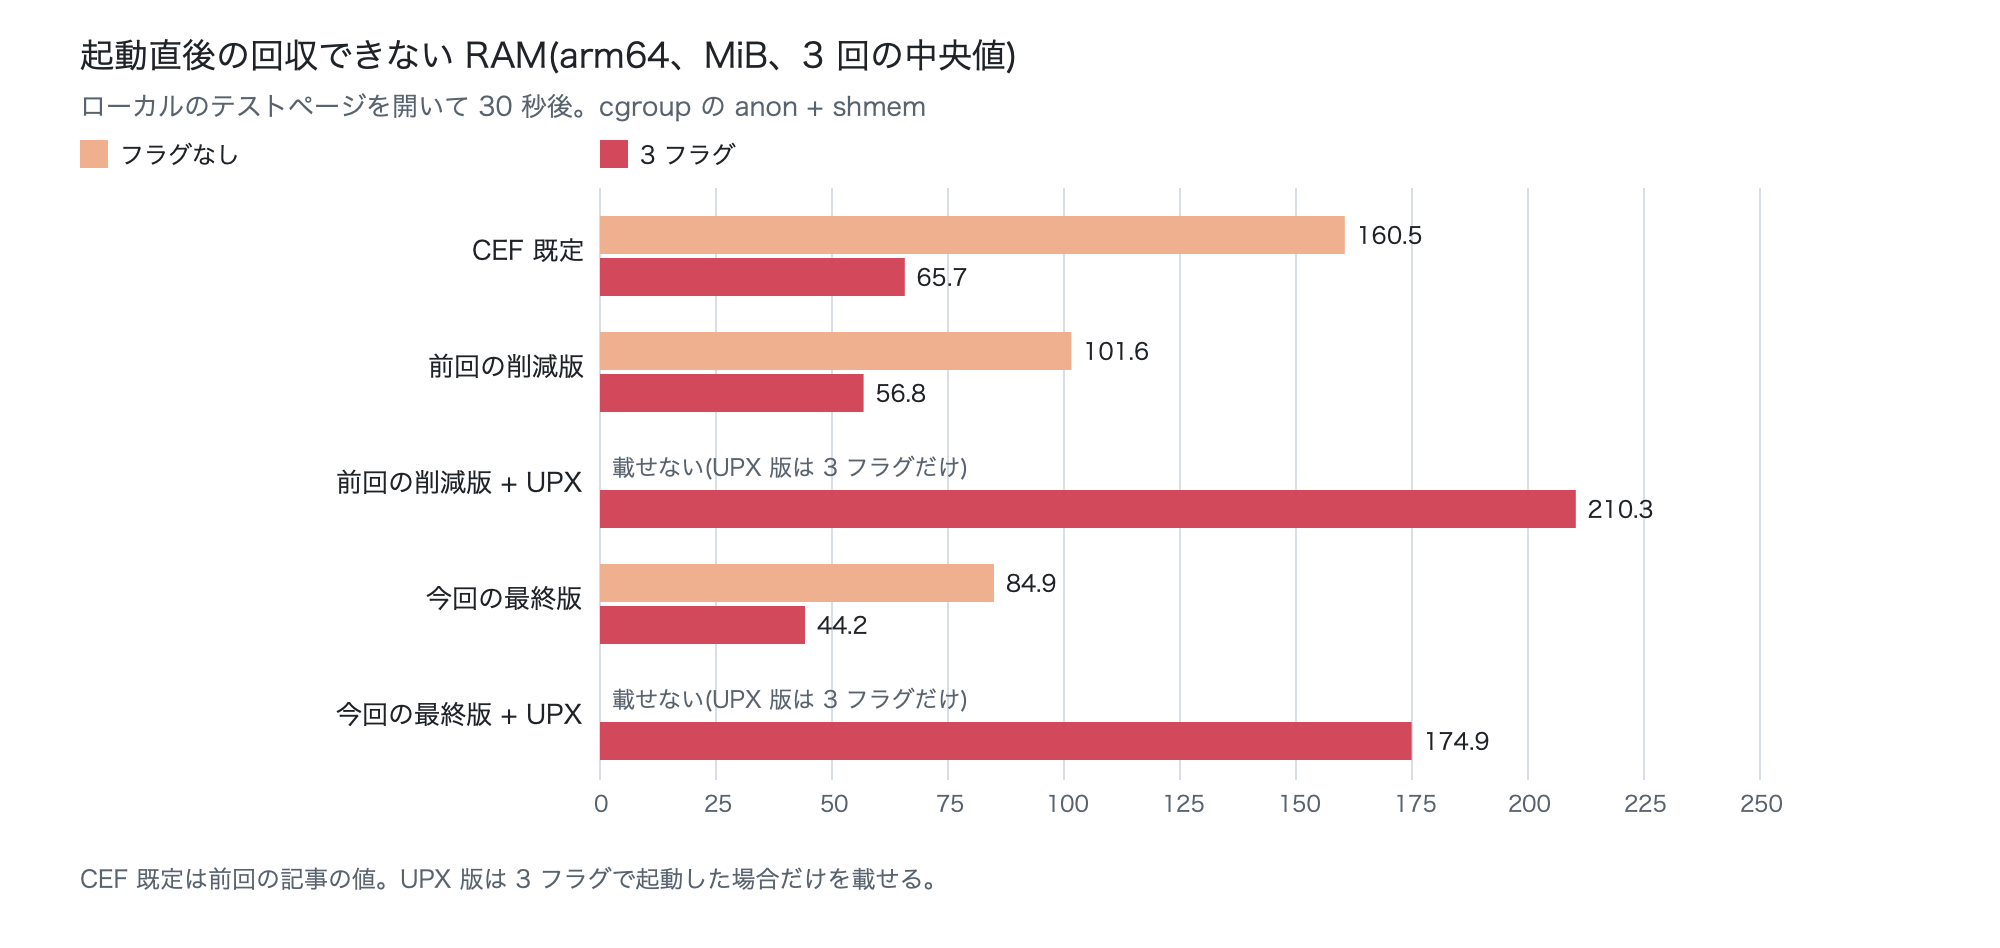 起動直後の回収できない RAM(arm64、MiB、3 回の中央値)
ローカルのテストページを開いて 30 秒後。cgroup の anon + shmem
フラグなし
3 フラグ
CEF 既定
160.5
65.7
前回の削減版
101.6
56.8
前回の削減版 + UPX
載せない(UPX 版は 3 フラグだけ)
210.3
今回の最終版
84.9
44.2
今回の最終版 + UPX
載せない(UPX 版は 3 フラグだけ)
174.9
0 25 50 75 100 125 150 175 200 225 250
CEF 既定は前回の記事の値。UPX 版は 3 フラグで起動した場合だけを載せる。